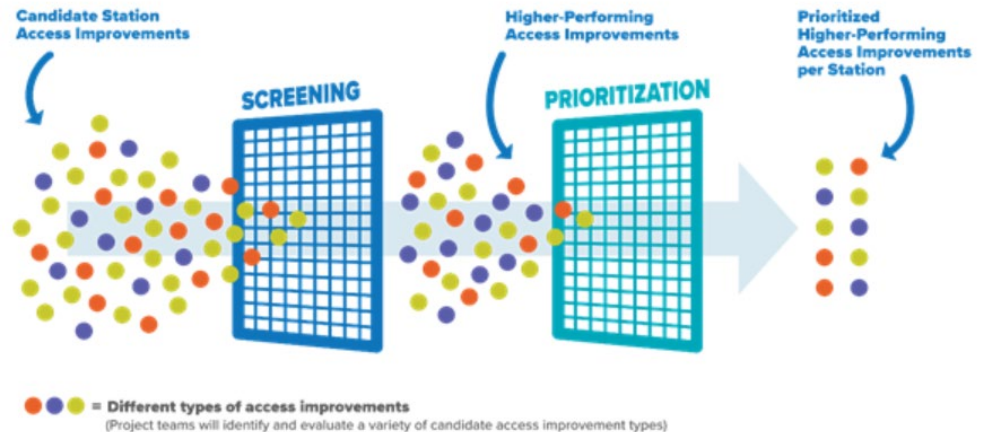 Candidate Station
Access Improvements
Higher-Performing
Access Improvements
Prioritized
Higher-Performing
Access Improvements
per Station
SCREENING
PRIORITIZATION
= Different types of access improvements
(Project teams will identify and evaluate a variety of candidate access improvement types)